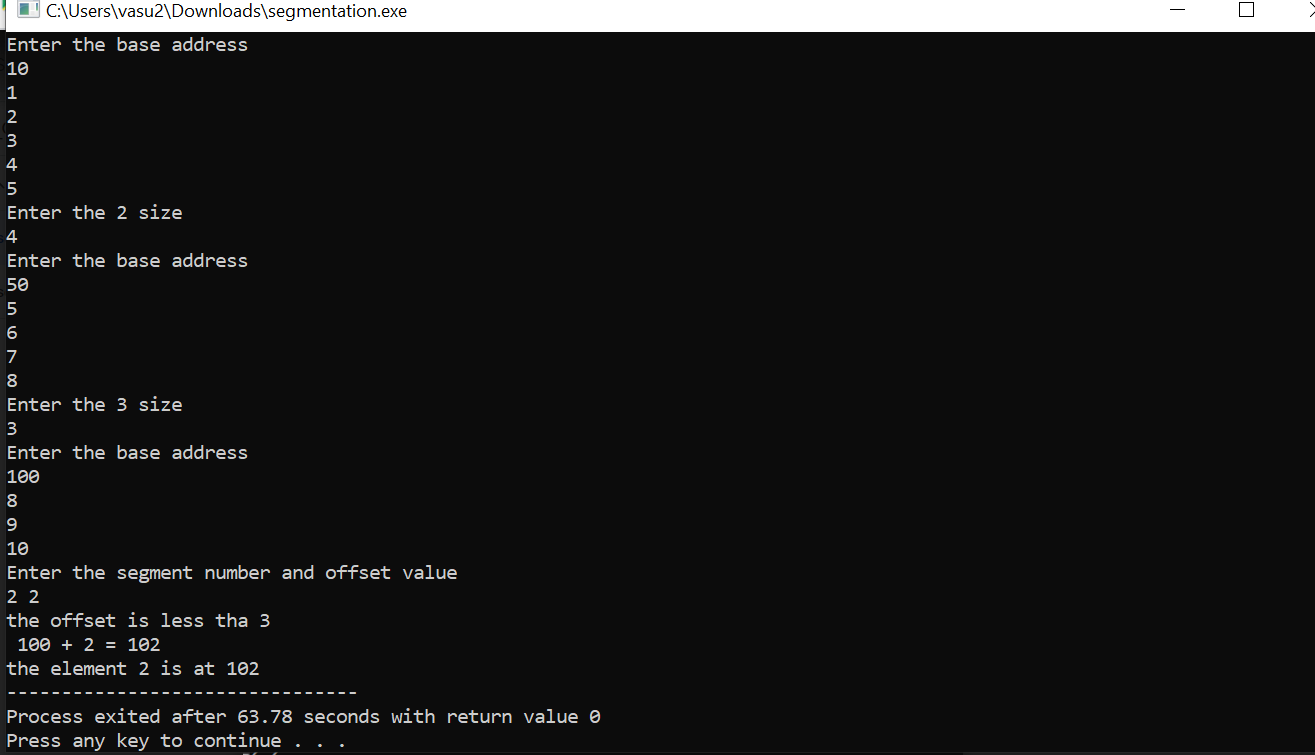 C:\Users\vasu2\Downloads\segmentation.exe
Enter the base address
10
1
2
3
4
5
Enter the 2 size
4
Enter the base address
50
5
6
7
8
Enter the 3 size
3
Enter the base address
100
8
9
10
Enter the segment number and offset value
2 2
the offset is less tha 3
100 + 2 = 102
the element 2 is at 102
--------------------------------
Process exited after 63.78 seconds with return value 0
Press any key to continue . . .